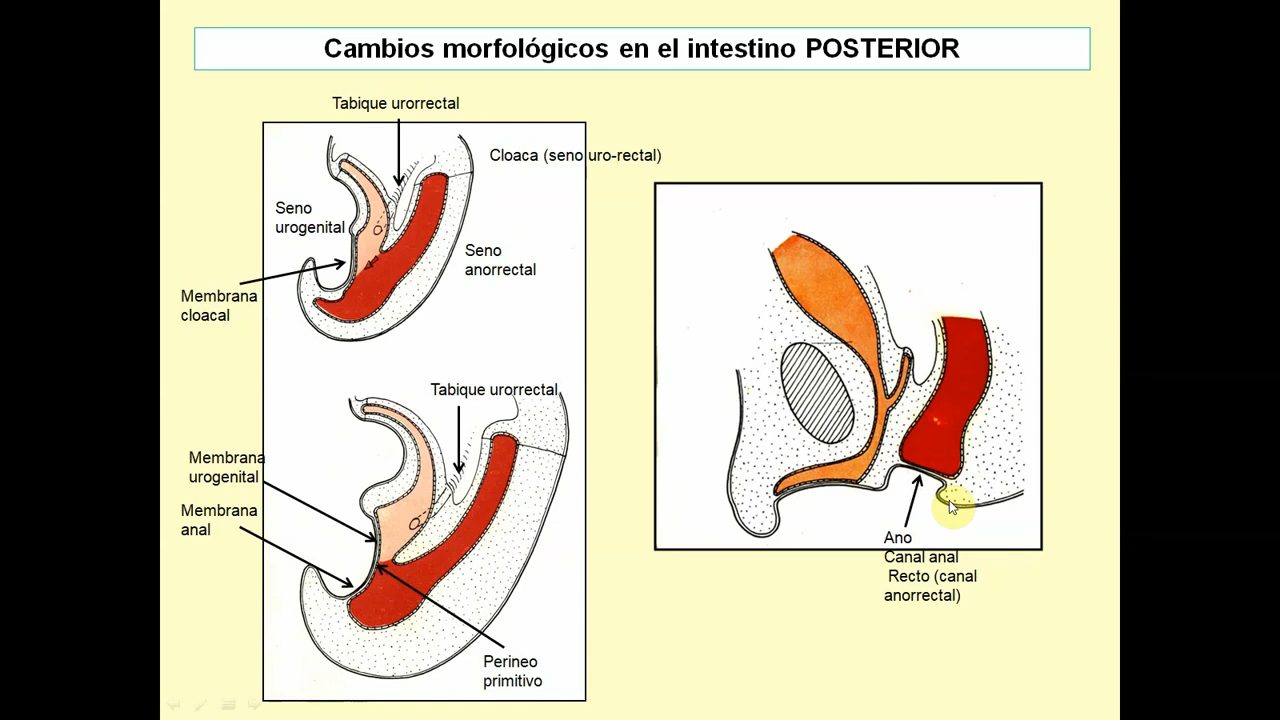 Cambios morfológicos en el intestino POSTERIOR
Tabique urorrectal
Cloaca (seno uro-rectal)
Seno
urogenital
Seno
anorrectal
Membrana
cloacal
Tabique urorrectal
Membrana
urogenital
Membrana
anal
Perineo
primitivo
Ano
Canal anal
Recto (canal
anorrectal)